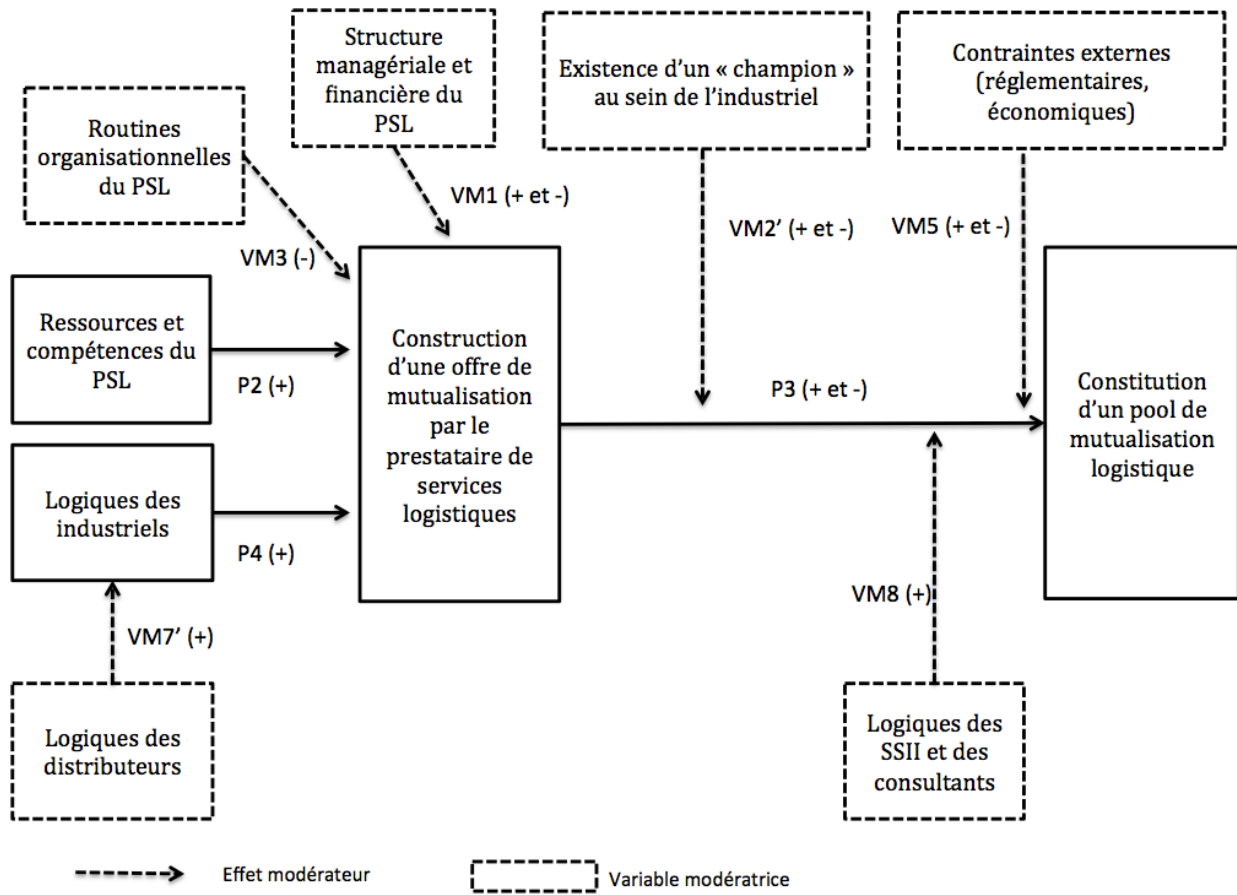 Structure
managériale et
financière du
PSL
Existence d’un « champion »
au sein de l’industriel
Contraintes externes
(réglementaires,
économiques)
Routines
organisationnelles
du PSL
VM1 (+ et -)
VM2’ (+ et -)
VM5 (+ et -)
VM3 (-)
Ressources et
compétences du
PSL
P2 (+)
Construction
d’une offre de
mutualisation
par le
prestataire de
services
logistiques
P3 (+ et -)
Constitution
d’un pool de
mutualisation
logistique
Logiques des
industriels
P4 (+)
VM8 (+)
VM7’ (+)
Logiques des
distributeurs
Logiques des
SSII et des
consultants
Effet modérateur
Variable modératrice